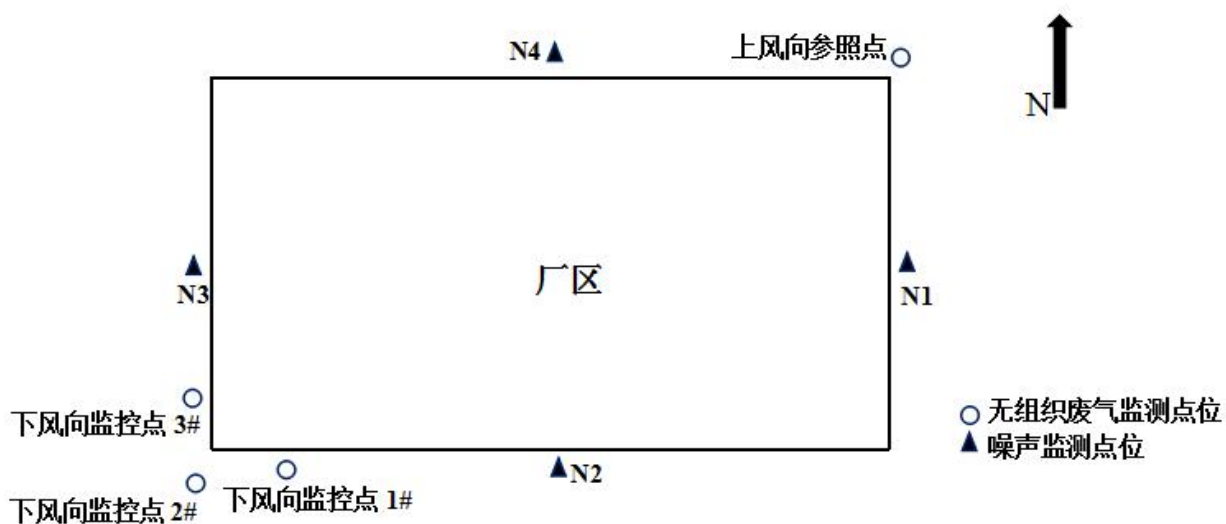 N4
上风向参照点
N
厂区
N3
N1
下风向监控点 3#
无组织废气监测点位
噪声监测点位
N2
下风向监控点 1#
下风向监控点 2#